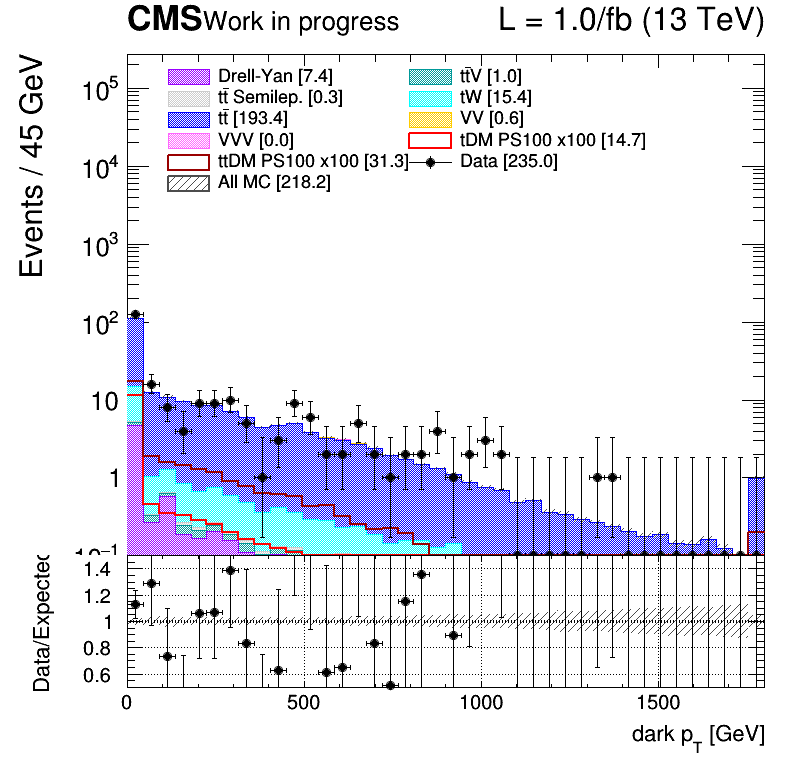 CMS Work in progress L = 1.0/fb (13 TeV)
Events / 45 GeV
Drell-Yan [7.4] tt̄V [1.0]
tt̄ Semilep. [0.3] tW [15.4]
tt̄ [193.4] VV [0.6]
VVV [0.0] tDM PS100 x100 [14.7]
ttDM PS100 x100 [31.3] Data [235.0]
All MC [218.2]
10⁵
10⁴
10³
10²
10
1
10⁻¹
Data/Expected
1.4
1.2
1
0.8
0.6
0 500 1000 1500
dark p_T [GeV]